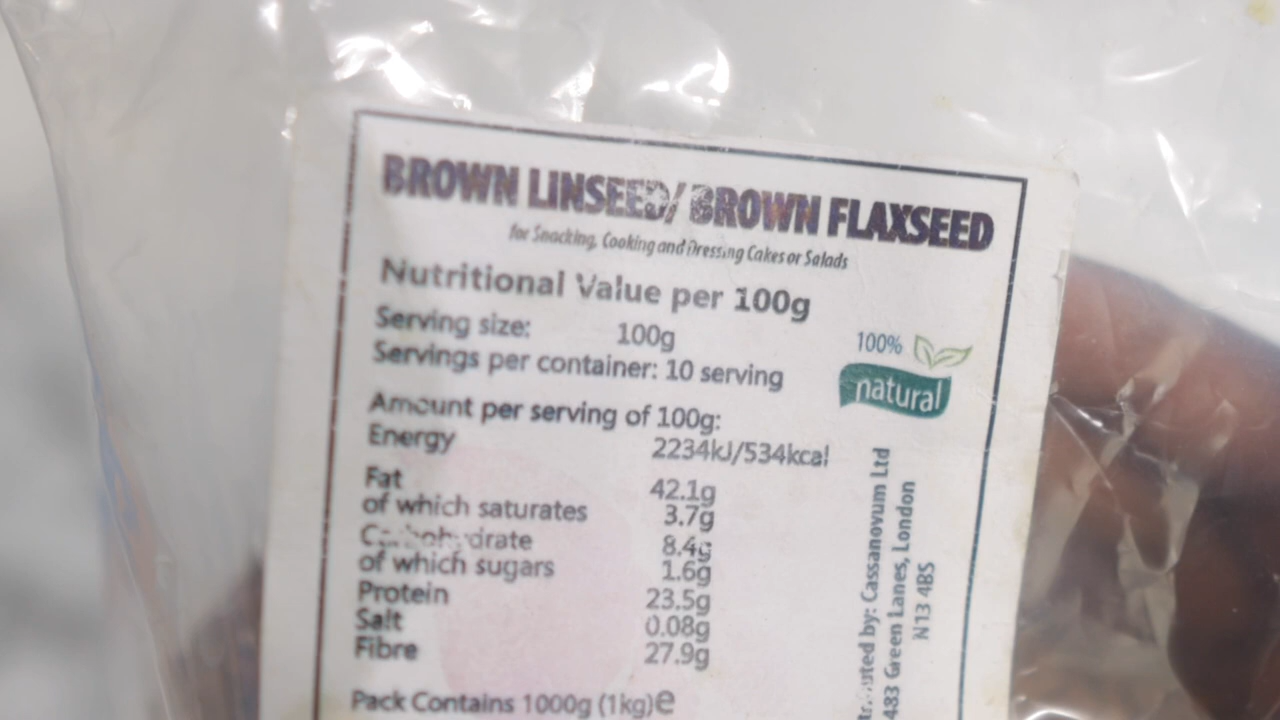 BROWN LINSEED/ BROWN FLAXSEED
for Snacking, Cooking and Dressing Cakes or Salads
Nutritional Value per 100g
Serving size: 100g
Servings per container: 10 serving
100%
natural
Amount per serving of 100g:
Energy 2234kJ/534kcal
Fat 42.1g
of which saturates 3.7g
Carbohydrate 8.4g
of which sugars 1.6g
Protein 23.5g
Salt 0.08g
Fibre 27.9g
Pack Contains 1000g (1kg)e
by: Cassanovum Ltd
483 Green Lanes, London
N13 4BS